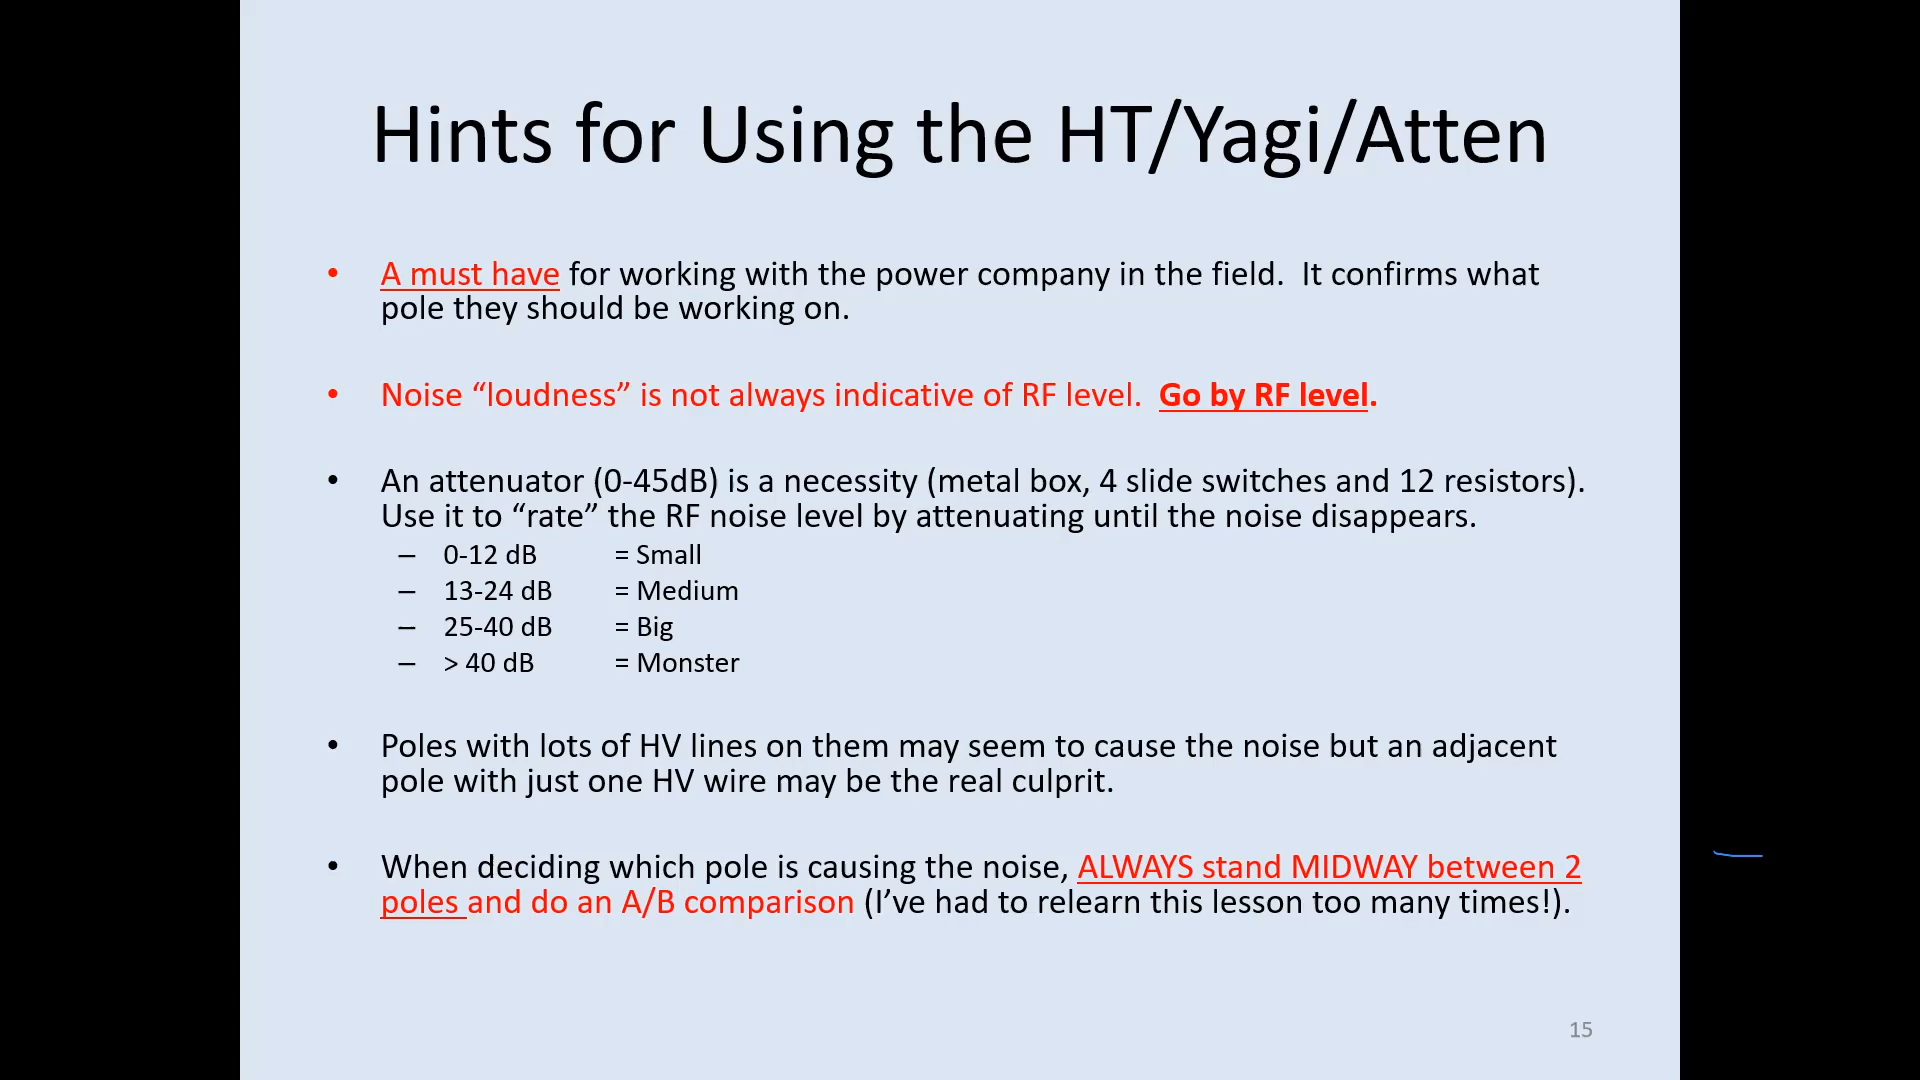 Hints for Using the HT/Yagi/Atten
• A must have for working with the power company in the field.  It confirms what
pole they should be working on.
• Noise “loudness” is not always indicative of RF level.  Go by RF level.
• An attenuator (0-45dB) is a necessity (metal box, 4 slide switches and 12 resistors).
Use it to “rate” the RF noise level by attenuating until the noise disappears.
– 0-12 dB = Small
– 13-24 dB = Medium
– 25-40 dB = Big
– > 40 dB = Monster
• Poles with lots of HV lines on them may seem to cause the noise but an adjacent
pole with just one HV wire may be the real culprit.
• When deciding which pole is causing the noise, ALWAYS stand MIDWAY between 2
poles and do an A/B comparison (I’ve had to relearn this lesson too many times!).
15